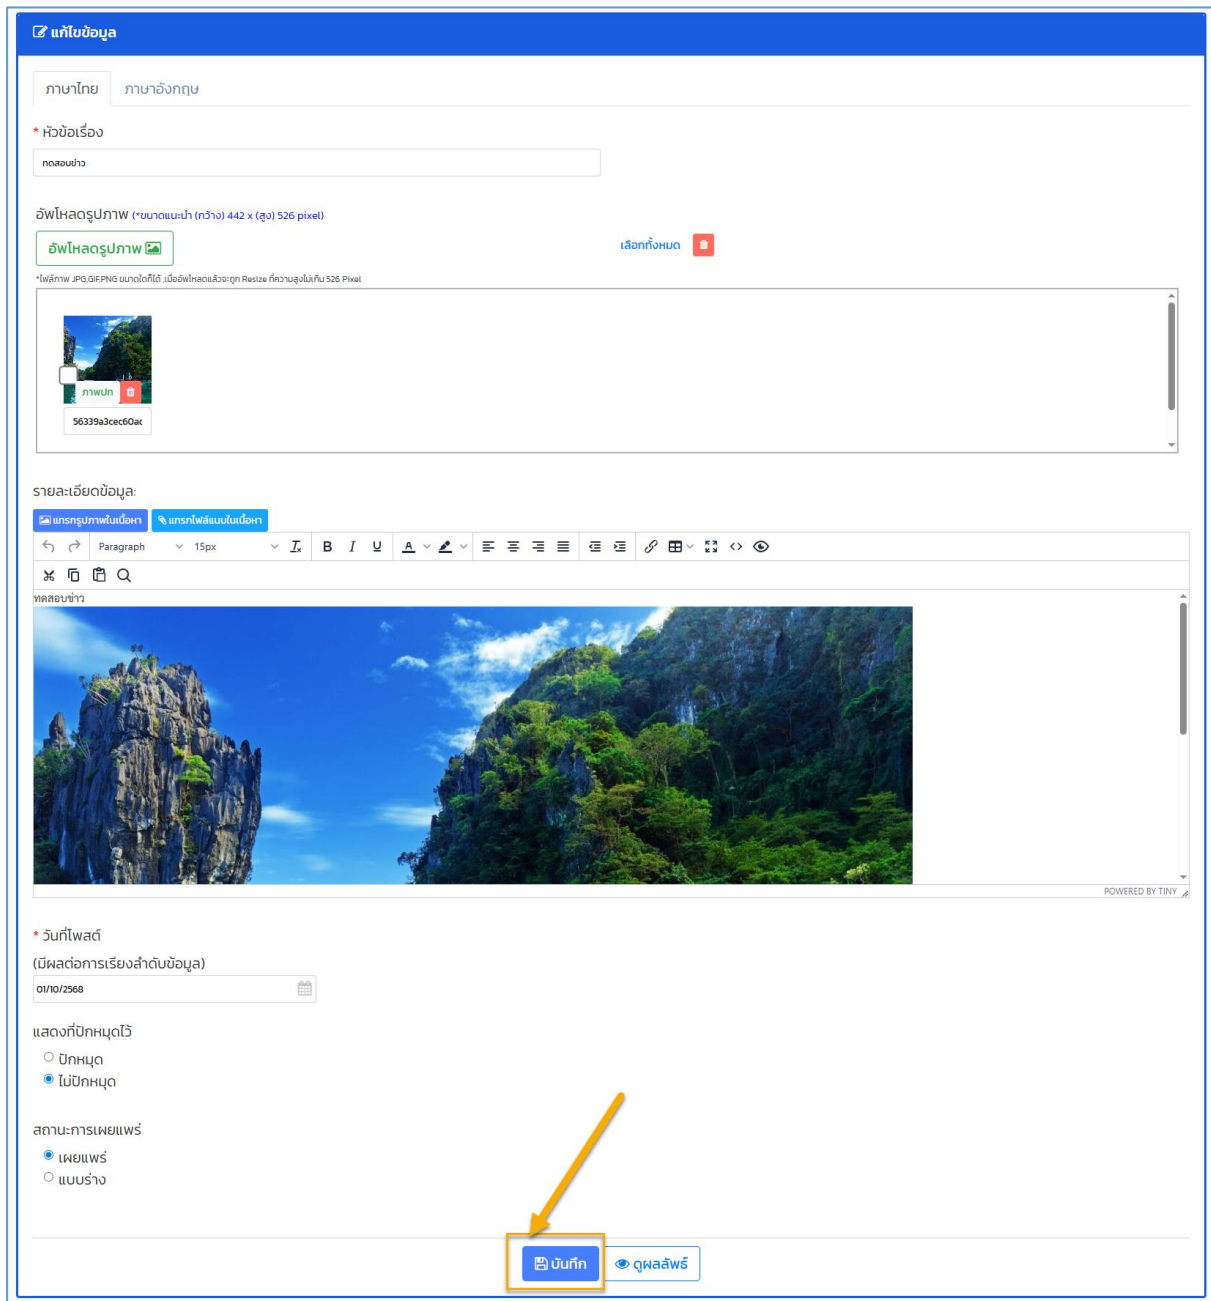 แก้ไขข้อมูล
ภาษาไทย ภาษาอังกฤษ
* หัวข้อเรื่อง
ทดสอบข่าว
อัพโหลดรูปภาพ (*ขนาดแนะนำ (กว้าง) 442 x (สูง) 526 pixel)
อัพโหลดรูปภาพ เลือกทั้งหมด
*ไฟล์ภาพ JPG,GIF,PNG ขนาดใดก็ได้ ,เมื่ออัพโหลดแล้วจะถูก Resize ที่ความสูงไม่เกิน 526 Pixel
ภาพปก
56339a3cec60ac
รายละเอียดข้อมูล:
แทรกรูปภาพในเนื้อหา แทรกไฟล์แนบในเนื้อหา
Paragraph 15px B I U A
ทดสอบข่าว
POWERED BY TINY
* วันที่โพสต์
(มีผลต่อการเรียงลำดับข้อมูล)
01/10/2568
แสดงที่ปักหมุดไว้
ปักหมุด
ไม่ปักหมุด
สถานะการเผยแพร่
เผยแพร่
แบบร่าง
บันทึก ดูผลลัพธ์